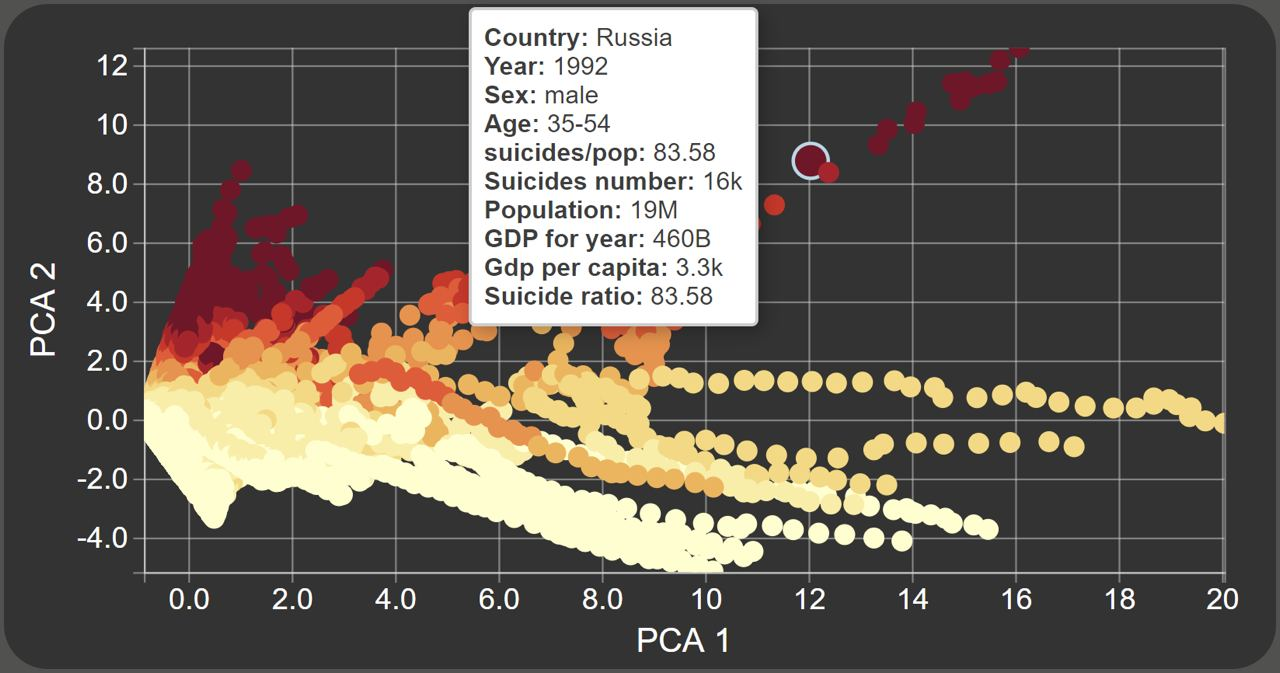 Country: Russia
Year: 1992
Sex: male
Age: 35-54
suicides/pop: 83.58
Suicides number: 16k
Population: 19M
GDP for year: 460B
Gdp per capita: 3.3k
Suicide ratio: 83.58
PCA 2
12
10
8.0
6.0
4.0
2.0
0.0
-2.0
-4.0
0.0 2.0 4.0 6.0 8.0 10 12 14 16 18 20
PCA 1